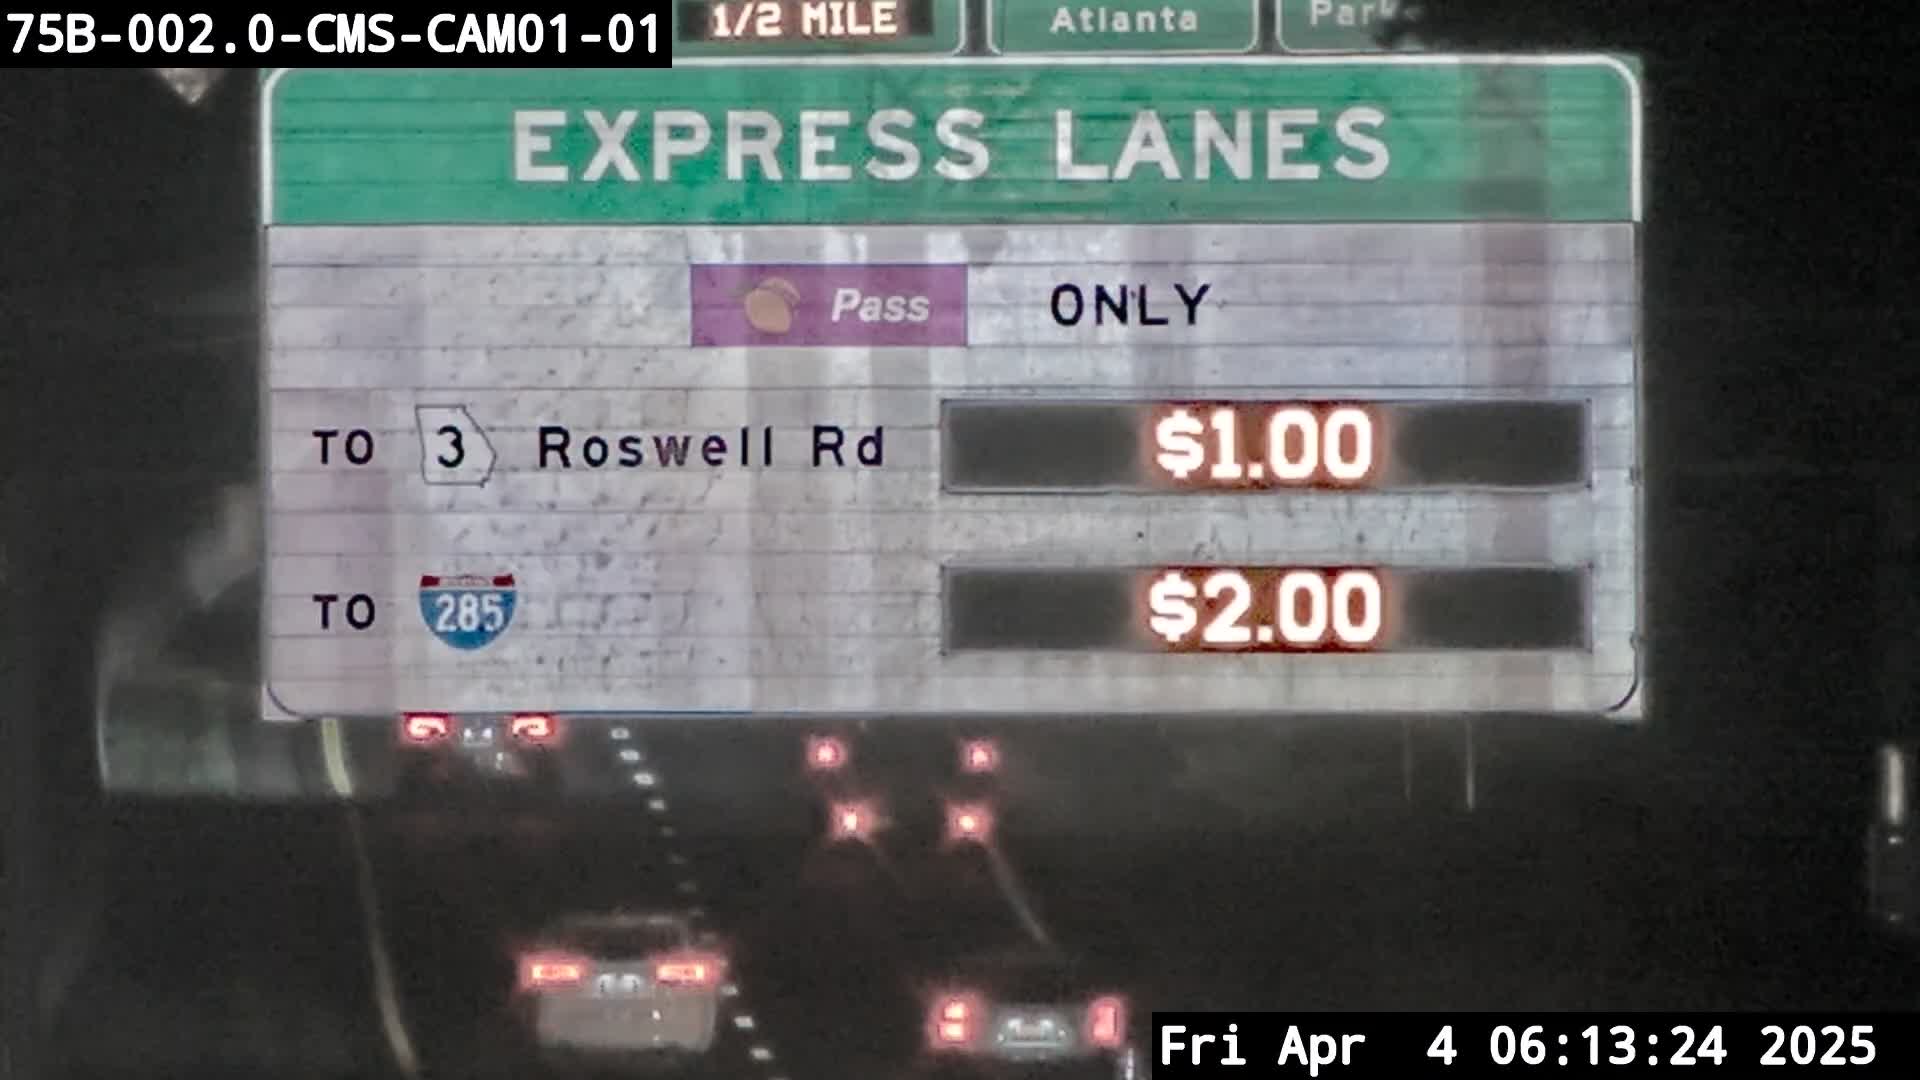 75B-002.0-CMS-CAM01-01
1/2 MILE
Atlanta
EXPRESS LANES
Pass ONLY
TO 3 Roswell Rd $1.00
TO 285 $2.00
Fri Apr 4 06:13:24 2025